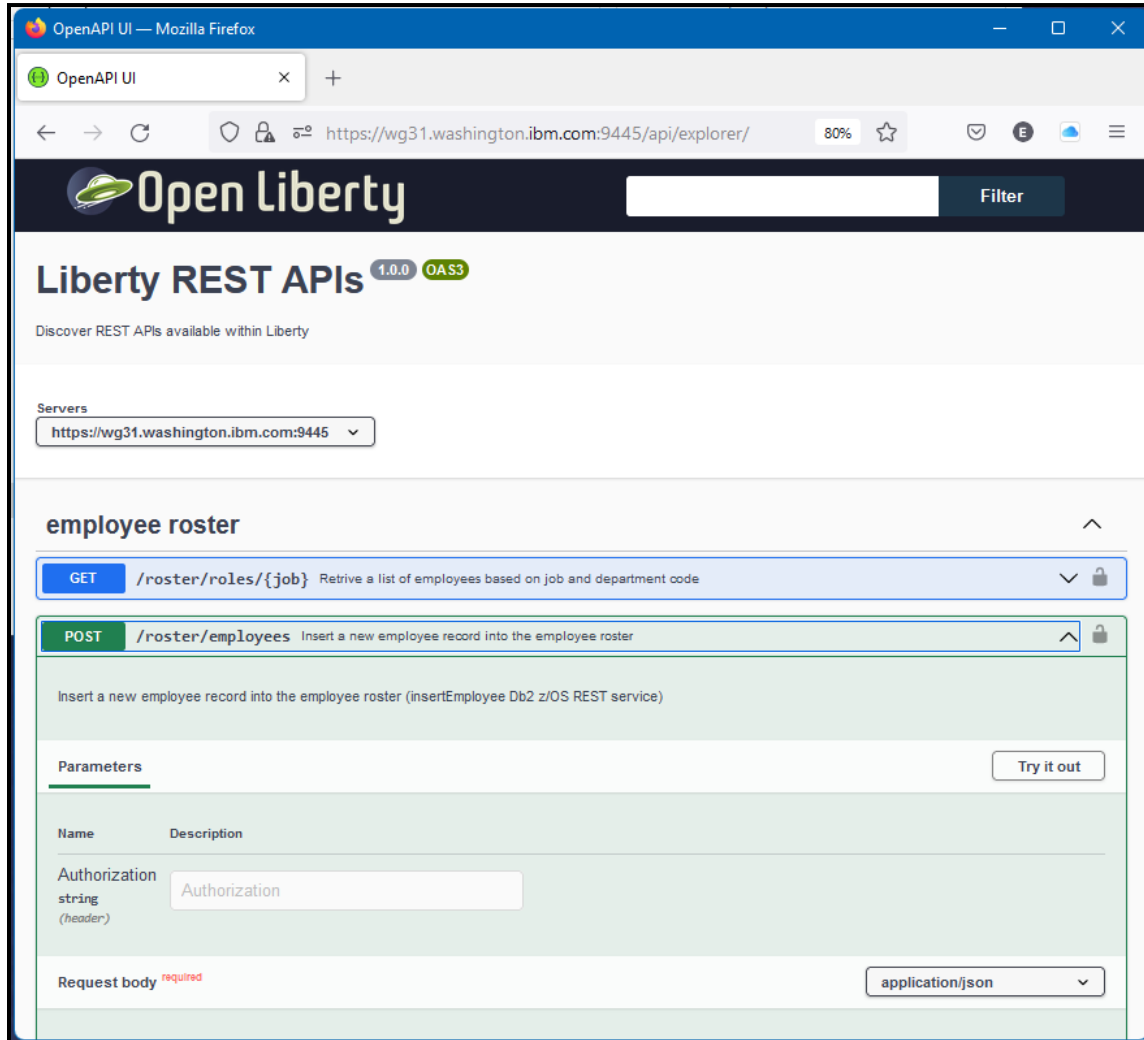 OpenAPI UI — Mozilla Firefox
OpenAPI UI
https://wg31.washington.ibm.com:9445/api/explorer/ 80% E
Open Liberty Filter
Liberty REST APIs 1.0.0 OAS3
Discover REST APIs available within Liberty
Servers
https://wg31.washington.ibm.com:9445
employee roster
GET /roster/roles/{job} Retrive a list of employees based on job and department code
POST /roster/employees Insert a new employee record into the employee roster
Insert a new employee record into the employee roster (insertEmployee Db2 z/OS REST service)
Parameters Try it out
Name Description
Authorization
string Authorization
(header)
Request body required application/json